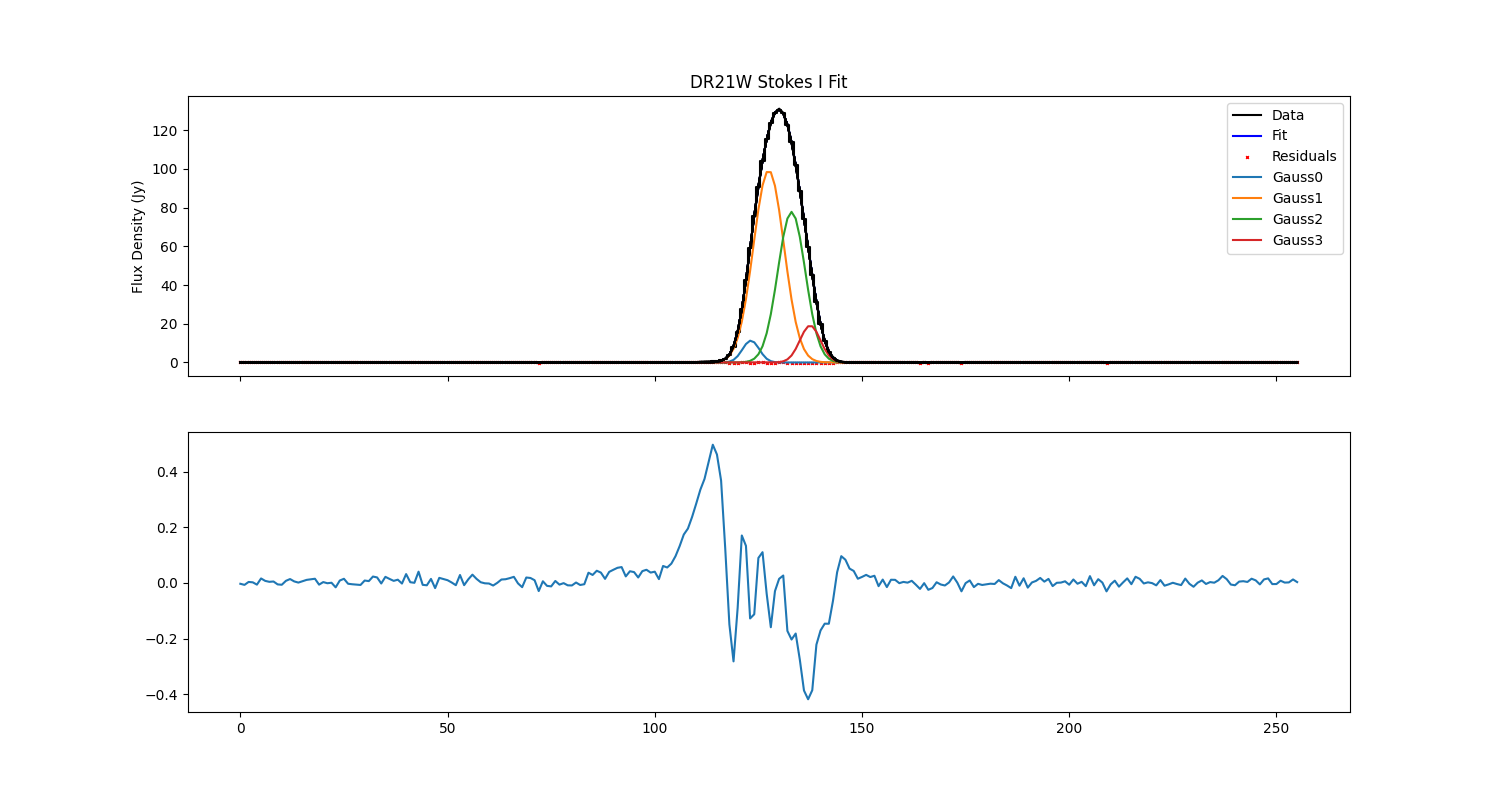 DR21W Stokes I Fit
Flux Density (Jy)
120
100
80
60
40
20
0
Data
Fit
Residuals
Gauss0
Gauss1
Gauss2
Gauss3
0.4
0.2
0.0
−0.2
−0.4
0 50 100 150 200 250